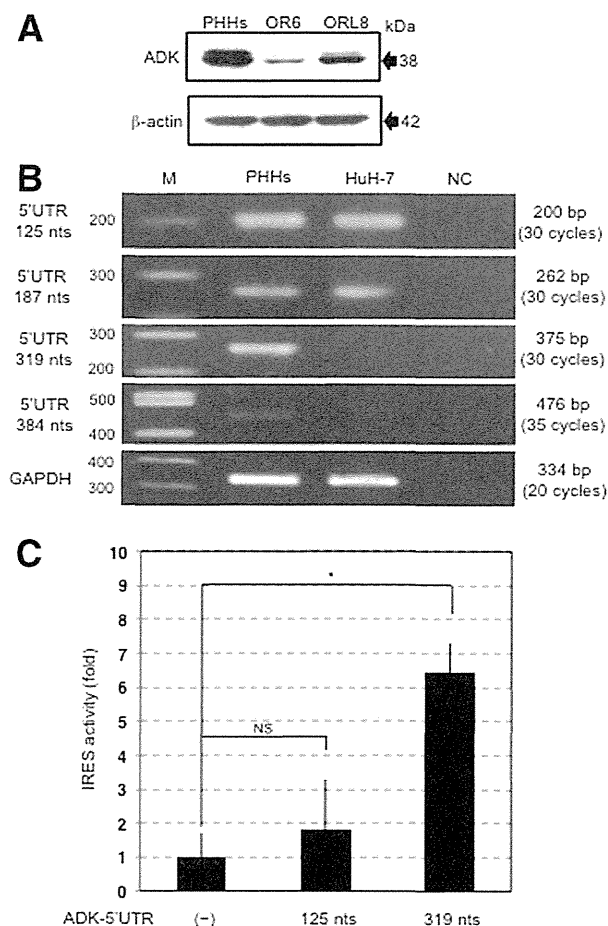 A
PHHs OR6 ORL8 kDa
ADK 38
β-actin 42
B
M PHHs HuH-7 NC
5'UTR
125 nts
200
200 bp
(30 cycles)
5'UTR
187 nts
300
262 bp
(30 cycles)
5'UTR
319 nts
300
200
375 bp
(30 cycles)
5'UTR
384 nts
500
400
476 bp
(35 cycles)
GAPDH
400
300
334 bp
(20 cycles)
C
IRES activity (fold)
10
9
8
7
6
5
4
3
2
1
0
*
NS
ADK-5'UTR (−) 125 nts 319 nts